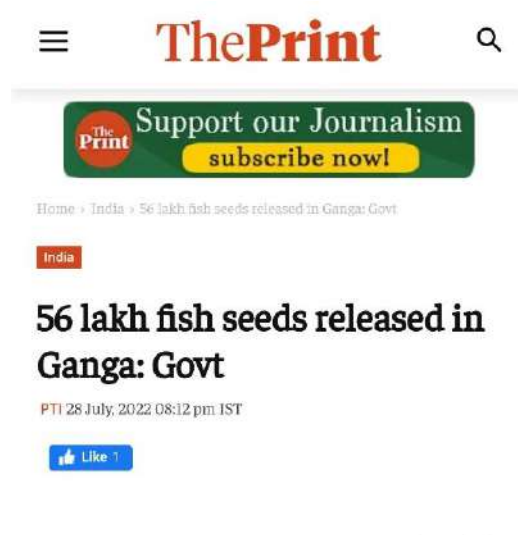 ThePrint
The
Print
Support our Journalism
subscribe now!
Home › India › 56 lakh fish seeds released in Ganga: Govt
India
56 lakh fish seeds released in
Ganga: Govt
PTI 28 July, 2022 08:12 pm IST
Like 1